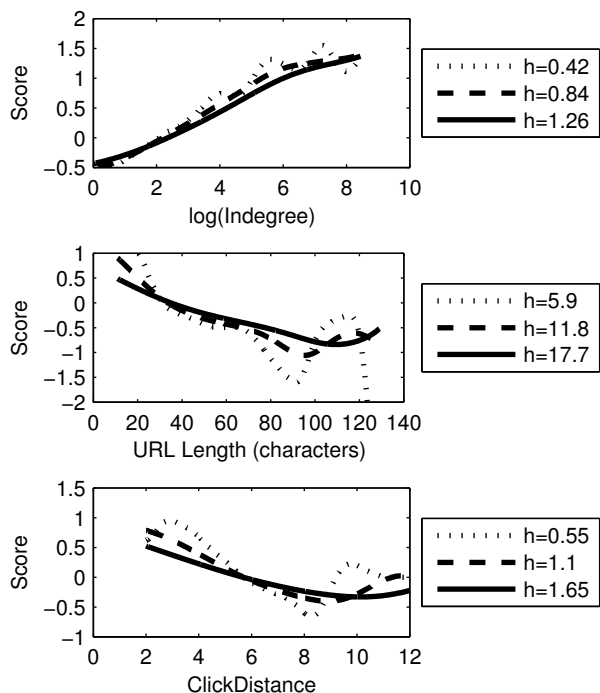 2
1.5
1
0.5
0
−0.5
Score
0 2 4 6 8 10
log(Indegree)
h=0.42
h=0.84
h=1.26
1
0.5
0
−0.5
−1
−1.5
−2
Score
0 20 40 60 80 100 120 140
URL Length (characters)
h=5.9
h=11.8
h=17.7
1.5
1
0.5
0
−0.5
−1
Score
0 2 4 6 8 10 12
ClickDistance
h=0.55
h=1.1
h=1.65